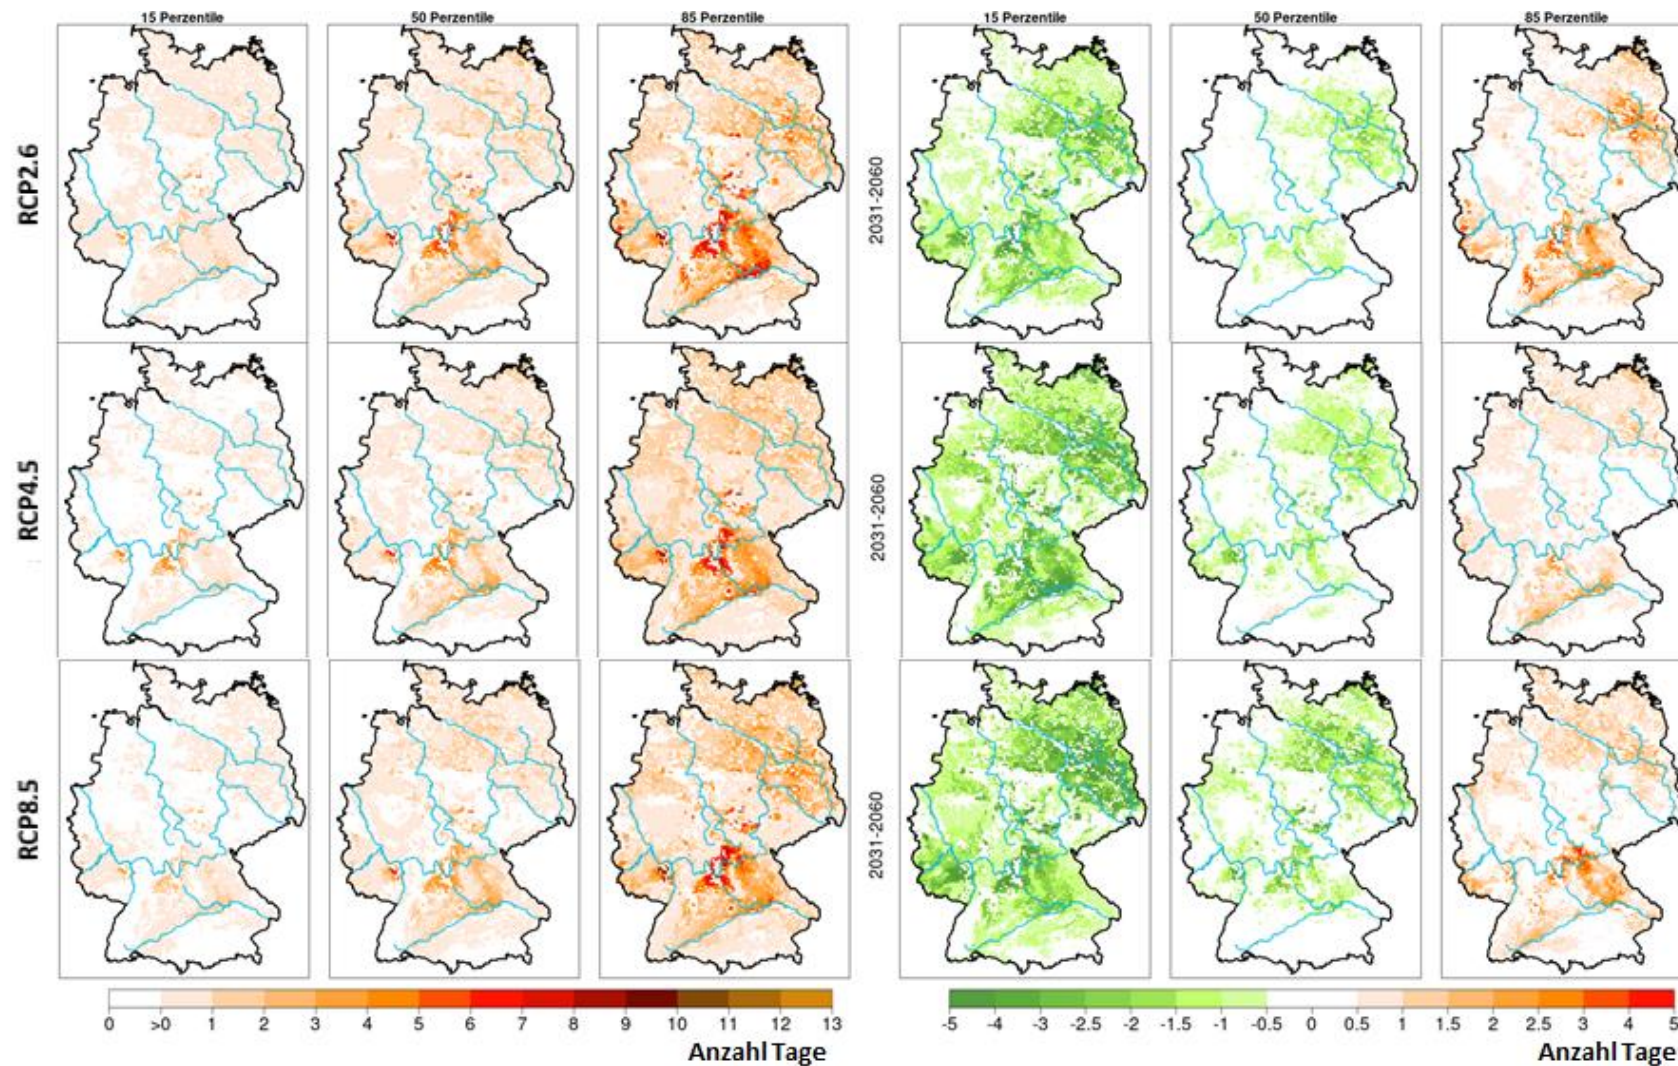 15 Perzentile
50 Perzentile
85 Perzentile
15 Perzentile
50 Perzentile
85 Perzentile
RCP2.6
2031-2060
RCP4.5
2031-2060
RCP8.5
2031-2060
0 >0 1 2 3 4 5 6 7 8 9 10 11 12 13
-5 -4 -3 -2.5 -2 -1.5 -1 -0.5 0 0.5 1 1.5 2 2.5 3 4 5
Anzahl Tage
Anzahl Tage